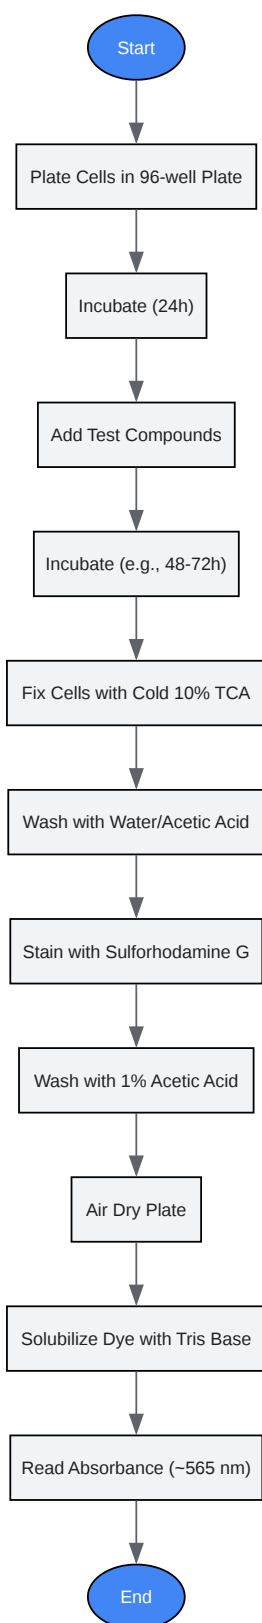 Start
Plate Cells in 96-well Plate
Incubate (24h)
Add Test Compounds
Incubate (e.g., 48-72h)
Fix Cells with Cold 10% TCA
Wash with Water/Acetic Acid
Stain with Sulforhodamine G
Wash with 1% Acetic Acid
Air Dry Plate
Solubilize Dye with Tris Base
Read Absorbance (~565 nm)
End